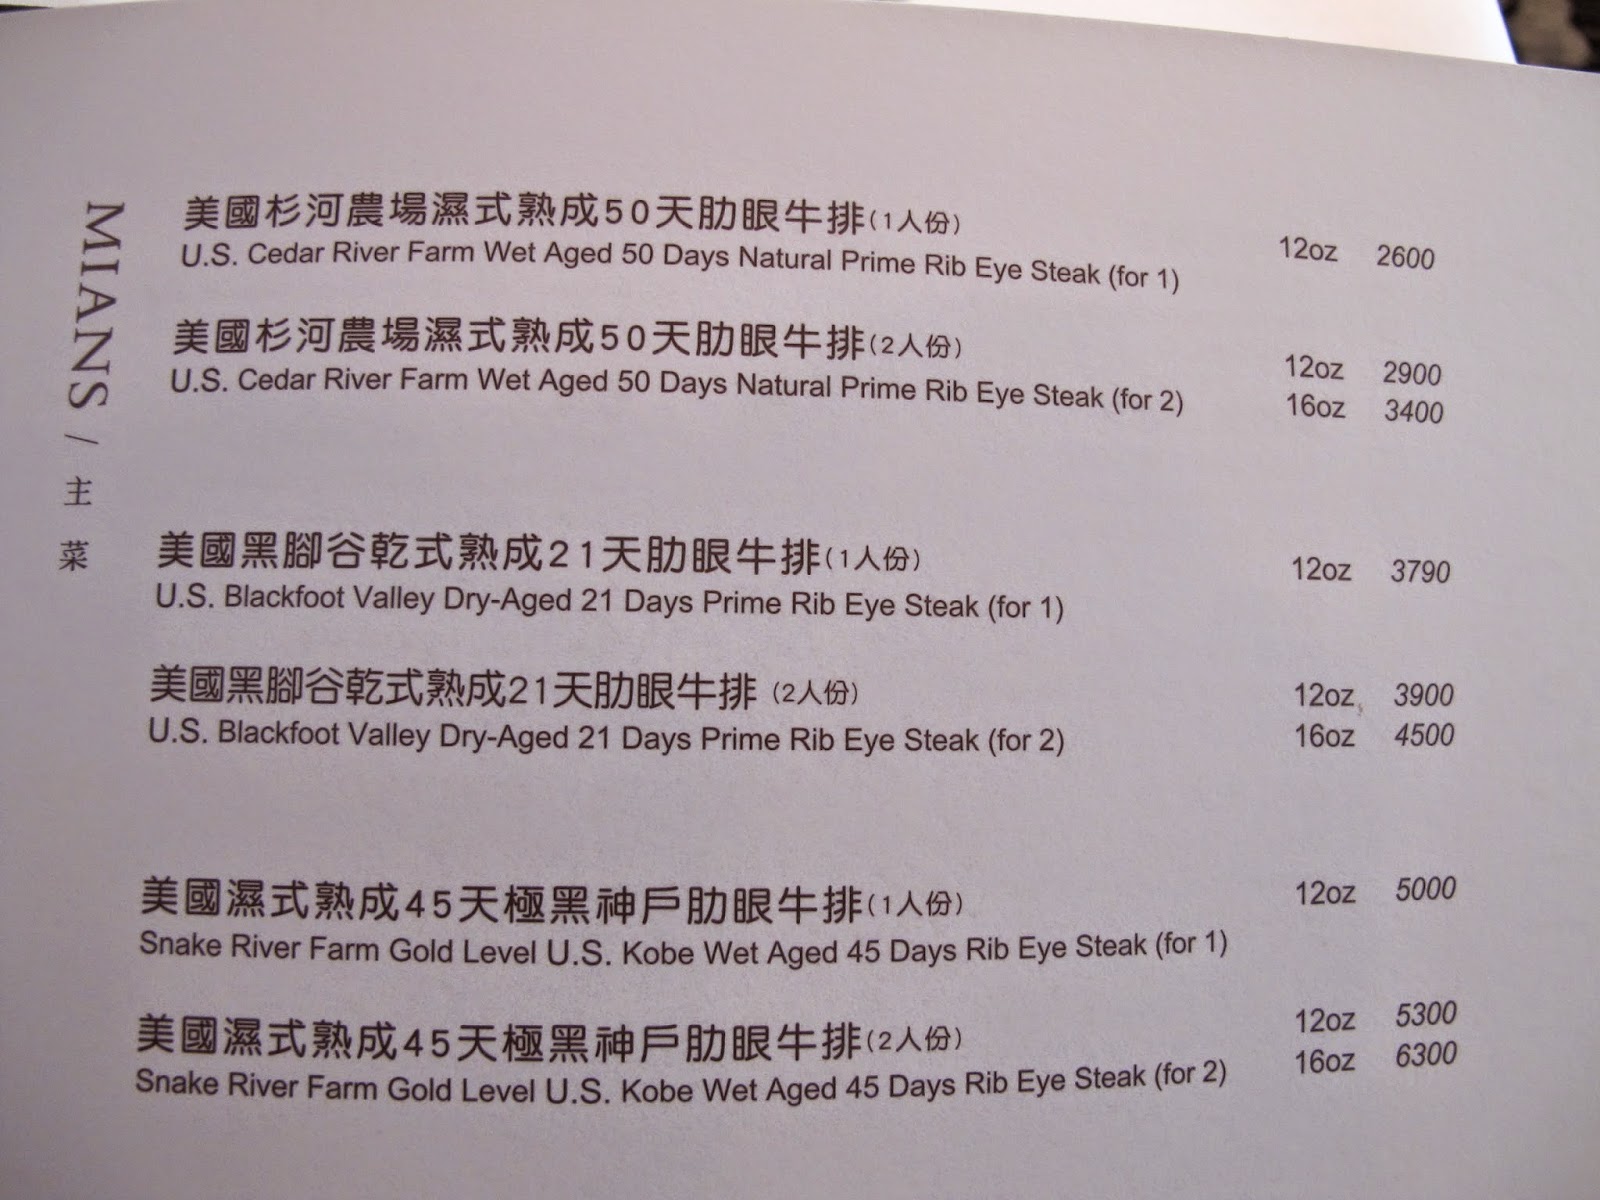 MIANS / 主菜
美國杉河農場濕式熟成50天肋眼牛排(1人份)
U.S. Cedar River Farm Wet Aged 50 Days Natural Prime Rib Eye Steak (for 1)
12oz 2600
美國杉河農場濕式熟成50天肋眼牛排(2人份)
U.S. Cedar River Farm Wet Aged 50 Days Natural Prime Rib Eye Steak (for 2)
12oz 2900
16oz 3400
美國黑腳谷乾式熟成21天肋眼牛排(1人份)
U.S. Blackfoot Valley Dry-Aged 21 Days Prime Rib Eye Steak (for 1)
12oz 3790
美國黑腳谷乾式熟成21天肋眼牛排 (2人份)
U.S. Blackfoot Valley Dry-Aged 21 Days Prime Rib Eye Steak (for 2)
12oz 3900
16oz 4500
美國濕式熟成45天極黑神戶肋眼牛排(1人份)
Snake River Farm Gold Level U.S. Kobe Wet Aged 45 Days Rib Eye Steak (for 1)
12oz 5000
美國濕式熟成45天極黑神戶肋眼牛排(2人份)
Snake River Farm Gold Level U.S. Kobe Wet Aged 45 Days Rib Eye Steak (for 2)
12oz 5300
16oz 6300